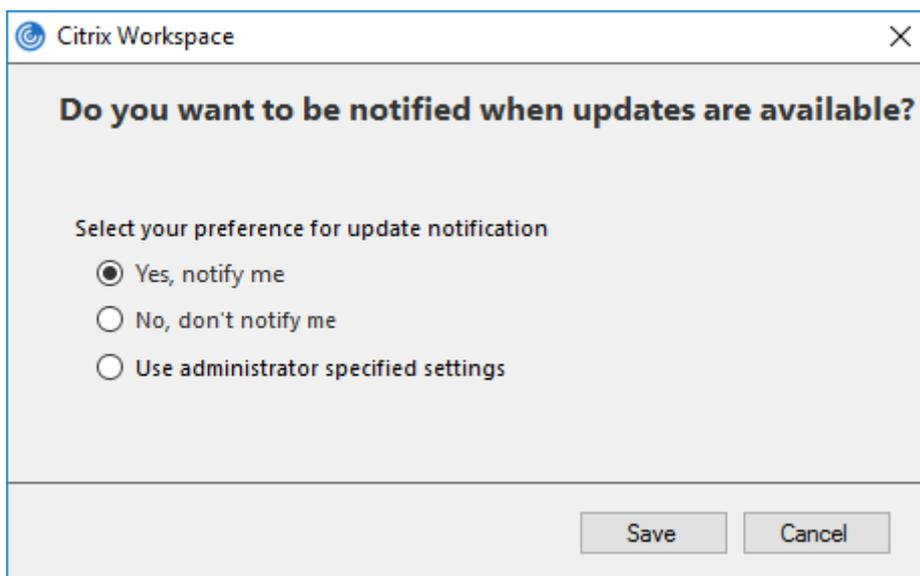 Citrix Workspace
Do you want to be notified when updates are available?
Select your preference for update notification
Yes, notify me
No, don't notify me
Use administrator specified settings
Save Cancel